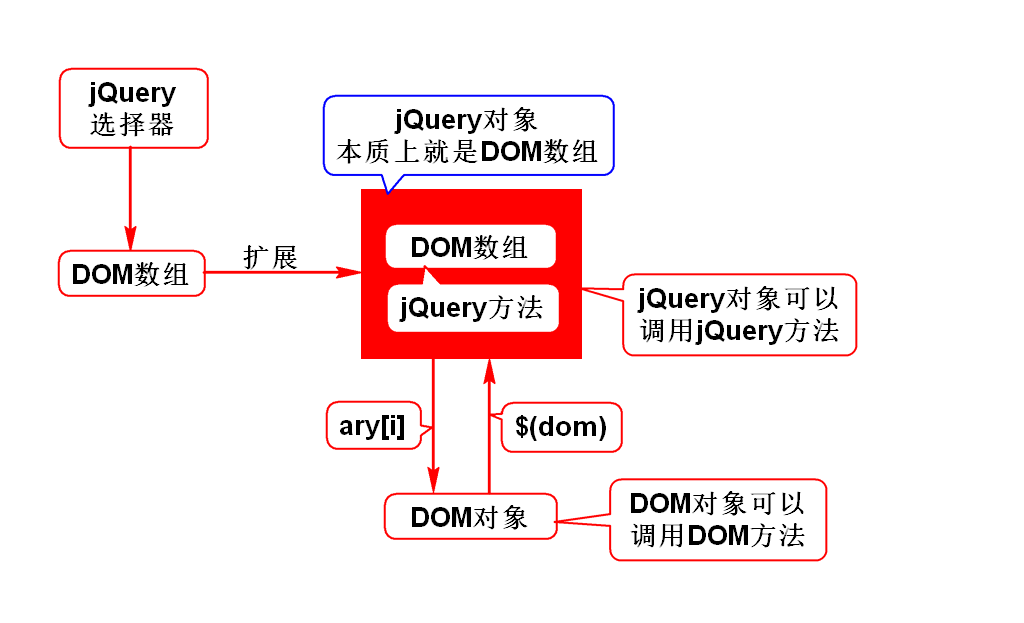 jQuery
选择器
jQuery对象
本质上就是DOM数组
DOM数组
扩展
DOM数组
jQuery方法
jQuery对象可以
调用jQuery方法
ary[i]
$(dom)
DOM对象
DOM对象可以
调用DOM方法